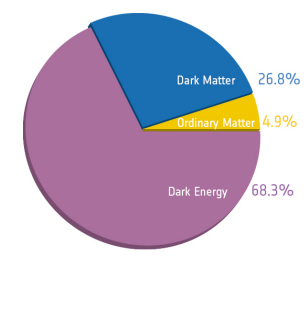 Dark Matter 26.8%
Ordinary Matter 4.9%
Dark Energy 68.3%